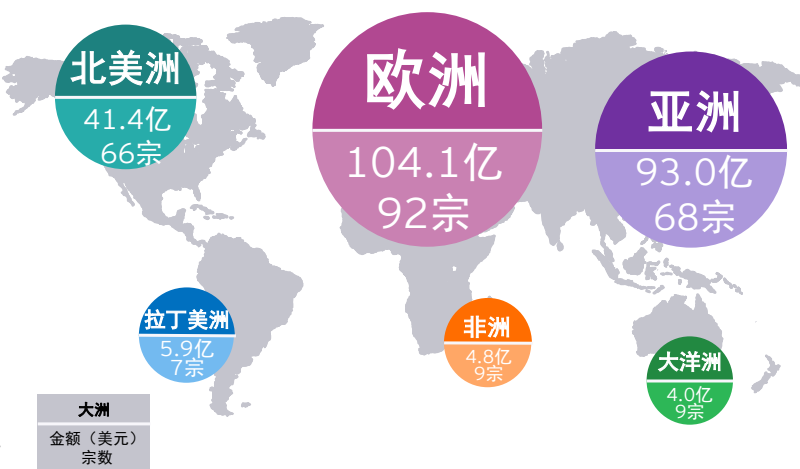 北美洲
41.4亿
66宗
欧洲
104.1亿
92宗
亚洲
93.0亿
68宗
拉丁美洲
5.9亿
7宗
非洲
4.8亿
9宗
大洋洲
4.0亿
9宗
大洲
金额（美元）
宗数